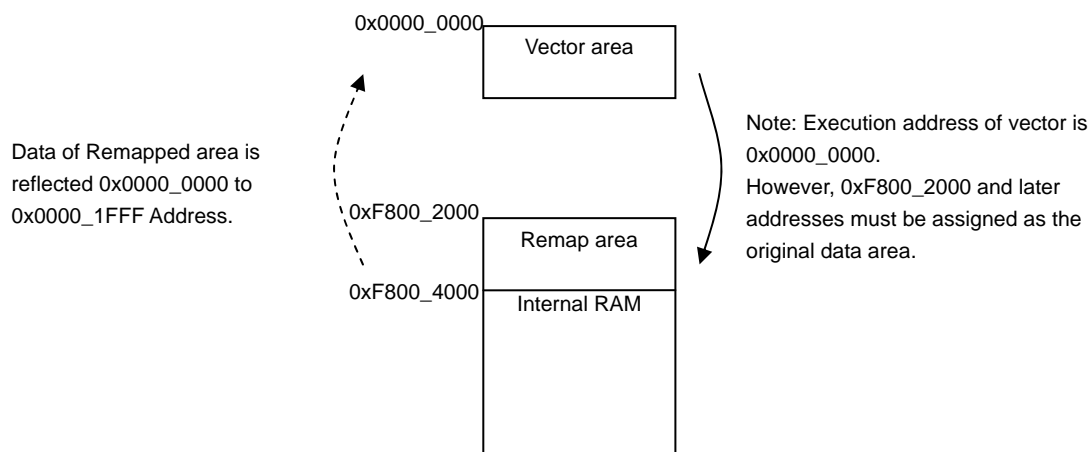 0x0000_0000
Vector area
Data of Remapped area is
reflected 0x0000_0000 to
0x0000_1FFF Address.
Note: Execution address of vector is
0x0000_0000.
However, 0xF800_2000 and later
addresses must be assigned as the
original data area.
0xF800_2000
Remap area
0xF800_4000
Internal RAM